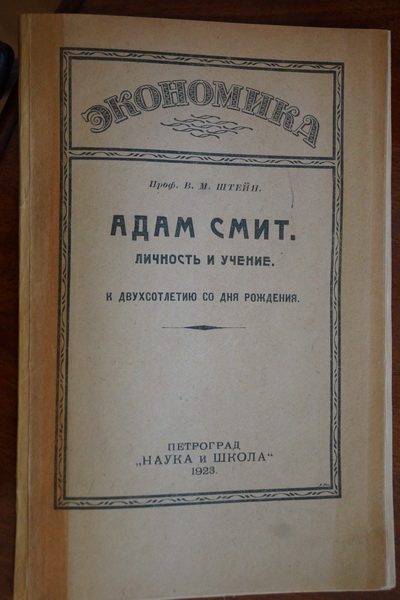 ЭКОНОМИКА
Проф. В. М. ШТЕЙН.
АДАМ СМИТ.
ЛИЧНОСТЬ И УЧЕНИЕ.
К ДВУХСОТЛЕТИЮ СО ДНЯ РОЖДЕНИЯ.
ПЕТРОГРАД
„НАУКА и ШКОЛА“
1923.